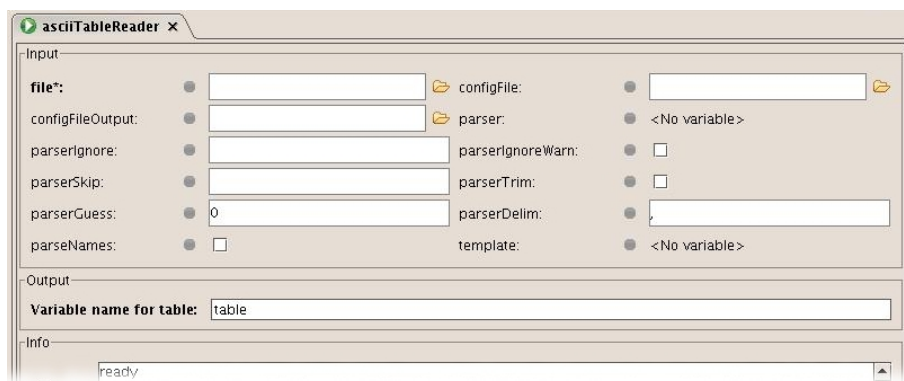 asciiTableReader ×
Input
file*: configFile:
configFileOutput: parser: <No variable>
parserIgnore: parserIgnoreWarn:
parserSkip: parserTrim:
parserGuess: 0 parserDelim: ,
parseNames: template: <No variable>
Output
Variable name for table: table
Info
ready